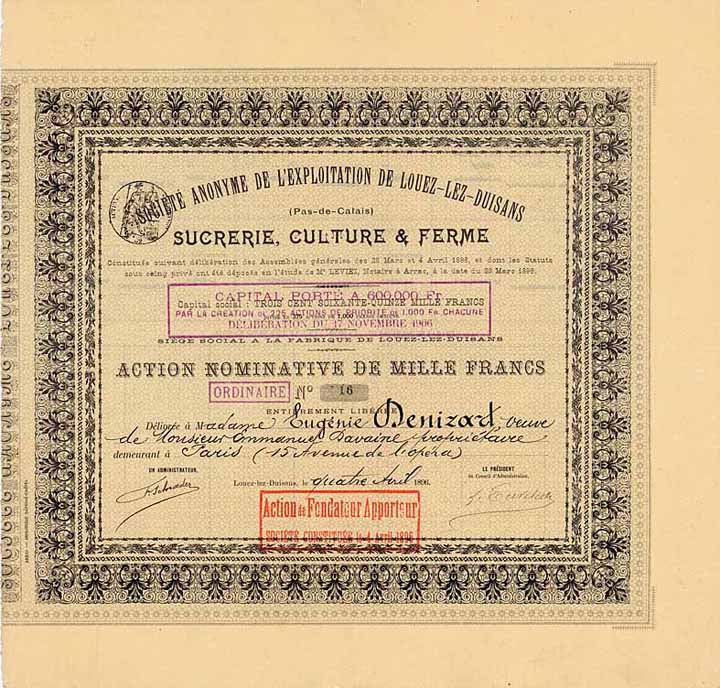 SOCIÉTÉ ANONYME DE L'EXPLOITATION DE LOUEZ-LEZ-DUISANS
(Pas-de-Calais)
SUCRERIE, CULTURE & FERME
Constituée suivant délibération des Assemblées générales des 28 Mars et 4 Avril 1896, et dont les Statuts
sous seing privé ont été déposés en l'étude de Me LEVIEZ, Notaire à Arras, à la date du 23 Mars 1896.
CAPITAL PORTÉ A 600.000 Fr
Capital social : TROIS CENT SOIXANTE-QUINZE MILLE FRANCS
PAR LA CRÉATION DE 225 ACTIONS DE PRIORITÉ DE 1.000 Frs CHACUNE
DÉLIBÉRATION DU 17 NOVEMBRE 1906
SIÈGE SOCIAL A LA FABRIQUE DE LOUEZ-LEZ-DUISANS
ACTION NOMINATIVE DE MILLE FRANCS
ORDINAIRE No 16
ENTIÈREMENT LIBÉRÉE
Délivrée à Madame Eugénie Denizart veuve
de Monsieur Emmanuel Davaine, propriétaire
demeurant à Paris (15 Avenue de l'opéra)
UN ADMINISTRATEUR,
LE PRÉSIDENT
du Conseil d'Administration,
Louez-lez-Duisans, le quatre Avril 1896.
Action de Fondateur Apporteur
SOCIÉTÉ CONSTITUÉE le 4 Avril 1896